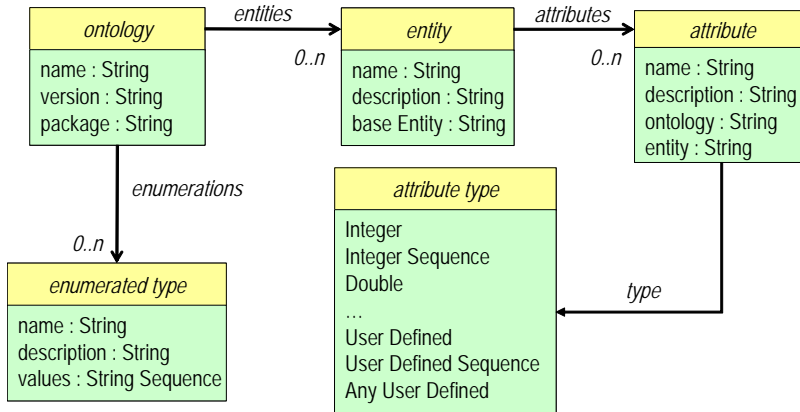 ontology
name : String
version : String
package : String
entities
0..n
entity
name : String
description : String
base Entity : String
attributes
0..n
attribute
name : String
description : String
ontology : String
entity : String
enumerations
0..n
enumerated type
name : String
description : String
values : String Sequence
attribute type
Integer
Integer Sequence
Double
...
User Defined
User Defined Sequence
Any User Defined
type